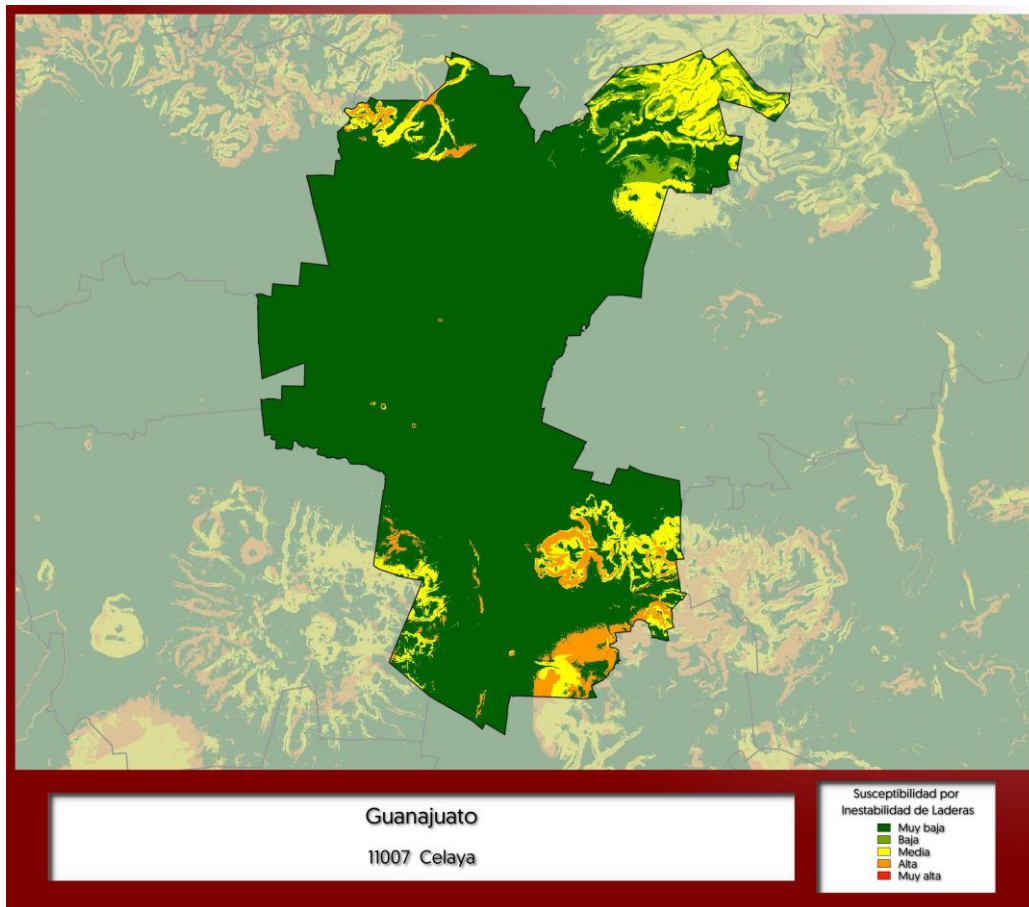 Guanajuato
11007 Celaya
Susceptibilidad por
Inestabilidad de Laderas
Muy baja
Baja
Media
Alta
Muy alta